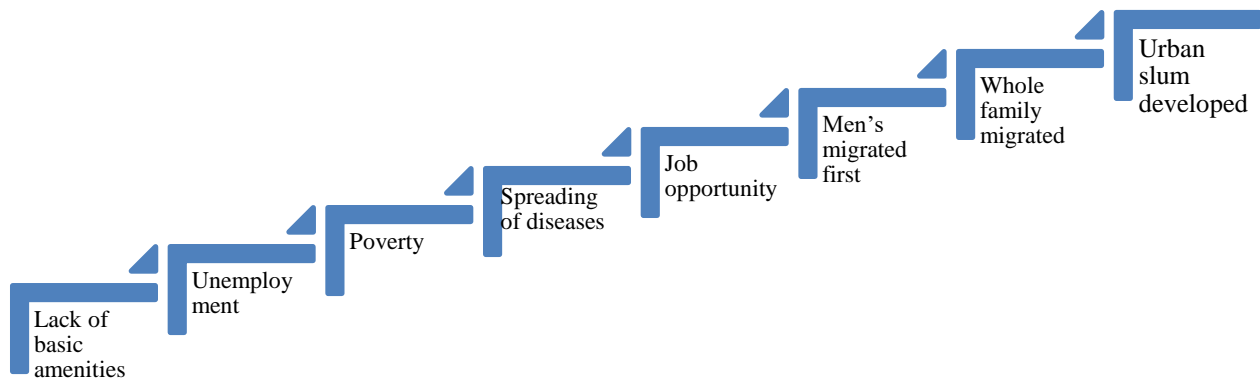 Lack of
basic
amenities
Unemploy
ment
Poverty
Spreading
of diseases
Job
opportunity
Men's
migrated
first
Whole
family
migrated
Urban
slum
developed